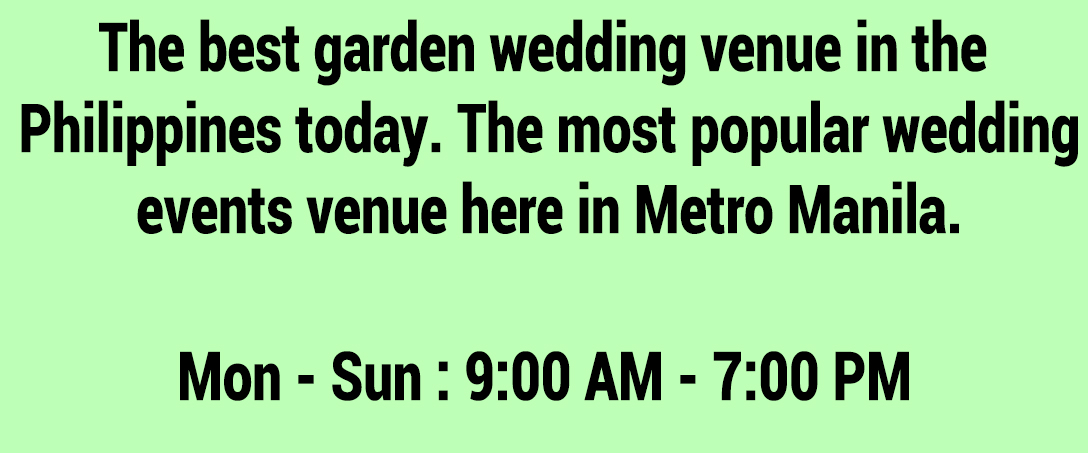 The best garden wedding venue in the
Philippines today. The most popular wedding
events venue here in Metro Manila.
Mon - Sun : 9:00 AM - 7:00 PM